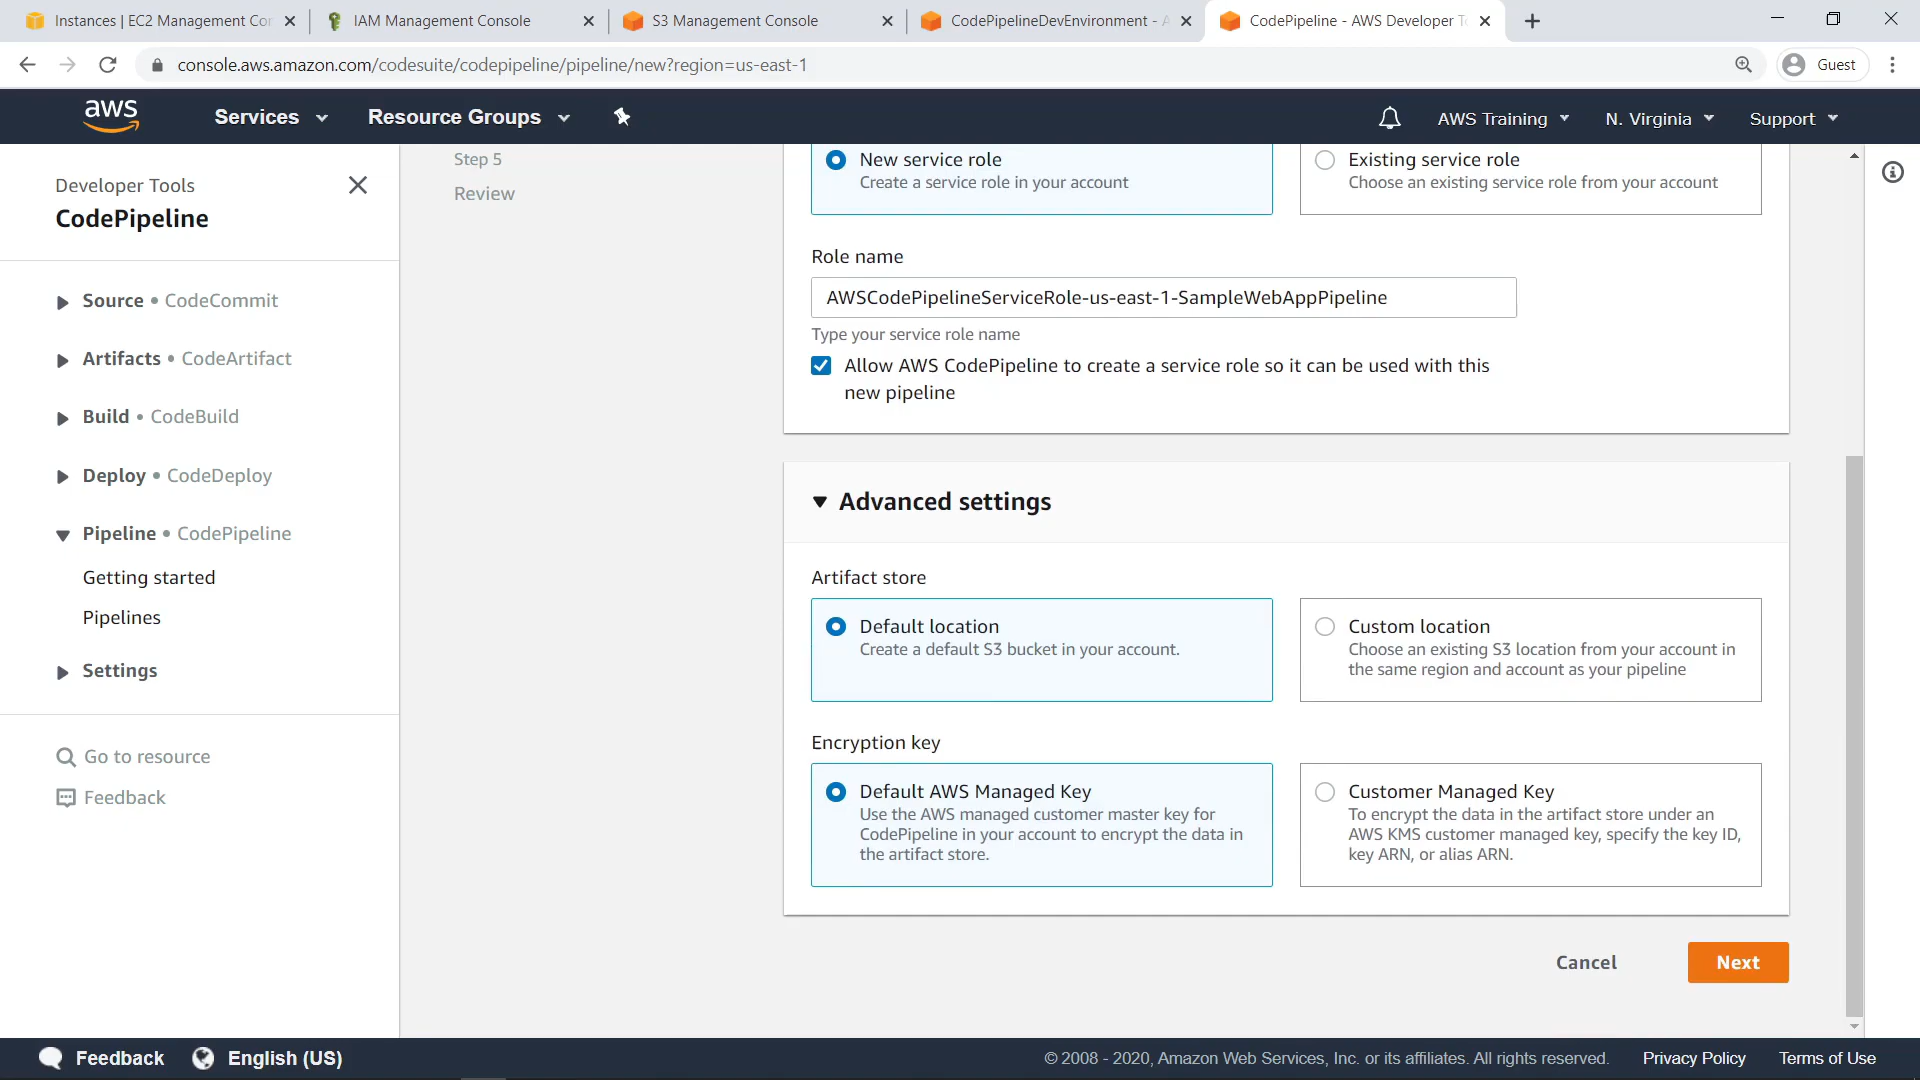 Instances | EC2 Management Con
IAM Management Console
S3 Management Console
CodePipelineDevEnvironment - A
CodePipeline - AWS Developer To
console.aws.amazon.com/codesuite/codepipeline/pipeline/new?region=us-east-1
Guest
aws
Services
Resource Groups
AWS Training
N. Virginia
Support
Developer Tools
CodePipeline
Source • CodeCommit
Artifacts • CodeArtifact
Build • CodeBuild
Deploy • CodeDeploy
Pipeline • CodePipeline
Getting started
Pipelines
Settings
Go to resource
Feedback
Step 5
Review
New service role
Create a service role in your account
Existing service role
Choose an existing service role from your account
Role name
AWSCodePipelineServiceRole-us-east-1-SampleWebAppPipeline
Type your service role name
Allow AWS CodePipeline to create a service role so it can be used with this
new pipeline
Advanced settings
Artifact store
Default location
Create a default S3 bucket in your account.
Custom location
Choose an existing S3 location from your account in
the same region and account as your pipeline
Encryption key
Default AWS Managed Key
Use the AWS managed customer master key for
CodePipeline in your account to encrypt the data in
the artifact store.
Customer Managed Key
To encrypt the data in the artifact store under an
AWS KMS customer managed key, specify the key ID,
key ARN, or alias ARN.
Cancel
Next
Feedback
English (US)
© 2008 - 2020, Amazon Web Services, Inc. or its affiliates. All rights reserved.
Privacy Policy
Terms of Use